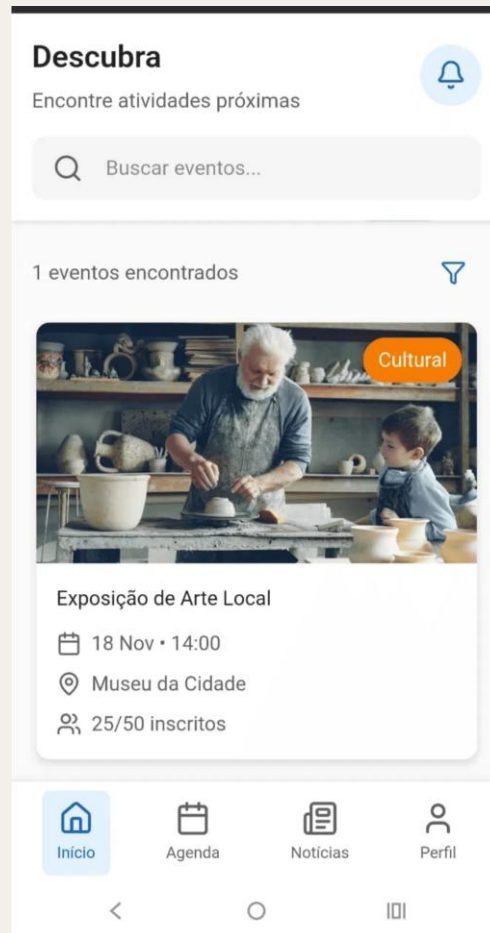 Descubra
Encontre atividades próximas
Buscar eventos...
1 eventos encontrados
Cultural
Exposição de Arte Local
18 Nov • 14:00
Museu da Cidade
25/50 inscritos
Início Agenda Notícias Perfil